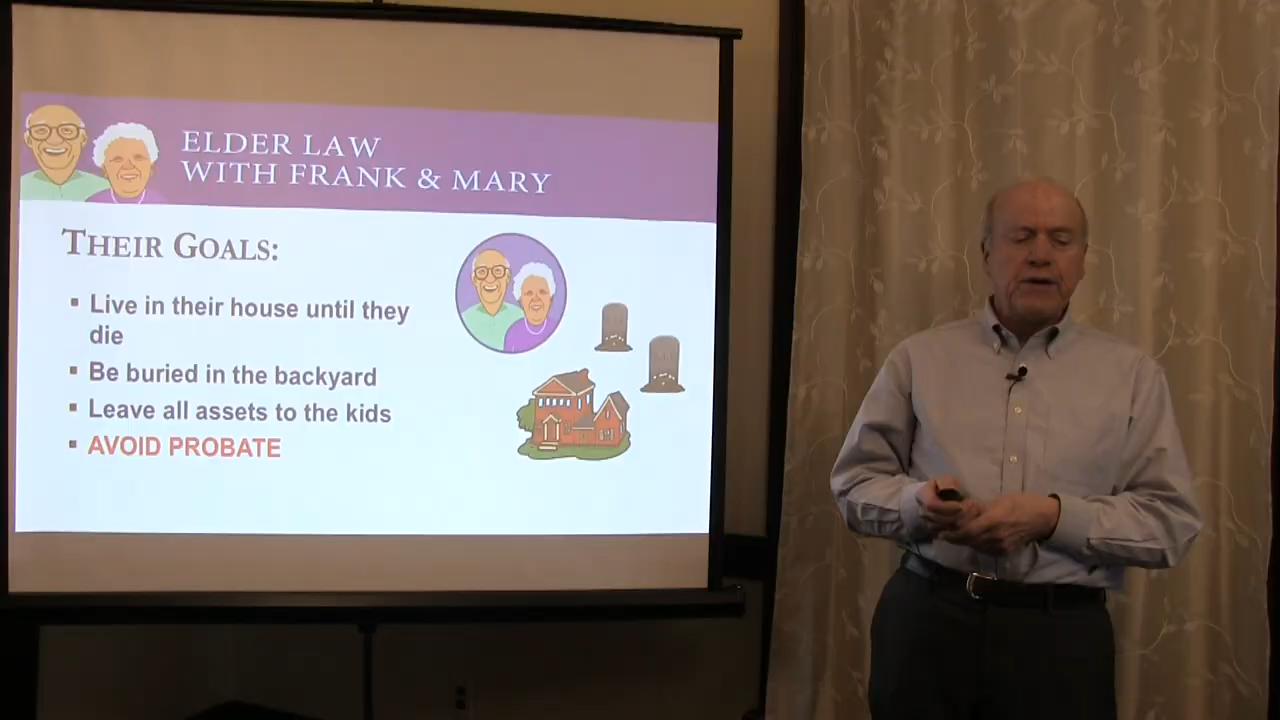 ELDER LAW
WITH FRANK & MARY
THEIR GOALS:
▪ Live in their house until they
die
▪ Be buried in the backyard
▪ Leave all assets to the kids
▪ AVOID PROBATE